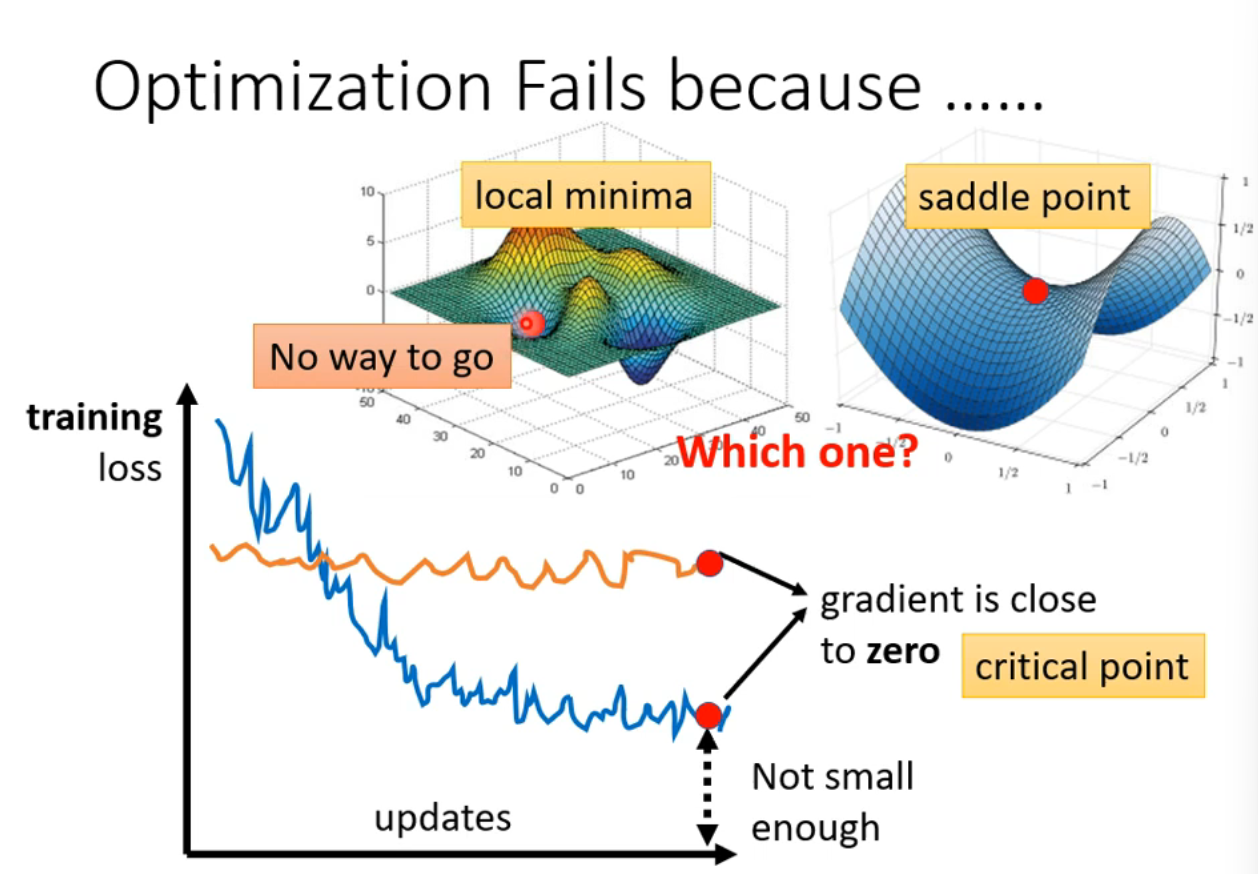 Optimization Fails because ……
local minima
saddle point
No way to go
10
5
0
50
40
30
20
10
0
0
10
20
30
40
50
Which one?
1
1/2
0
−1/2
−1
−1
−1/2
0
1/2
1
−1
−1/2
0
1/2
1
training
loss
updates
gradient is close
to zero
critical point
Not small
enough